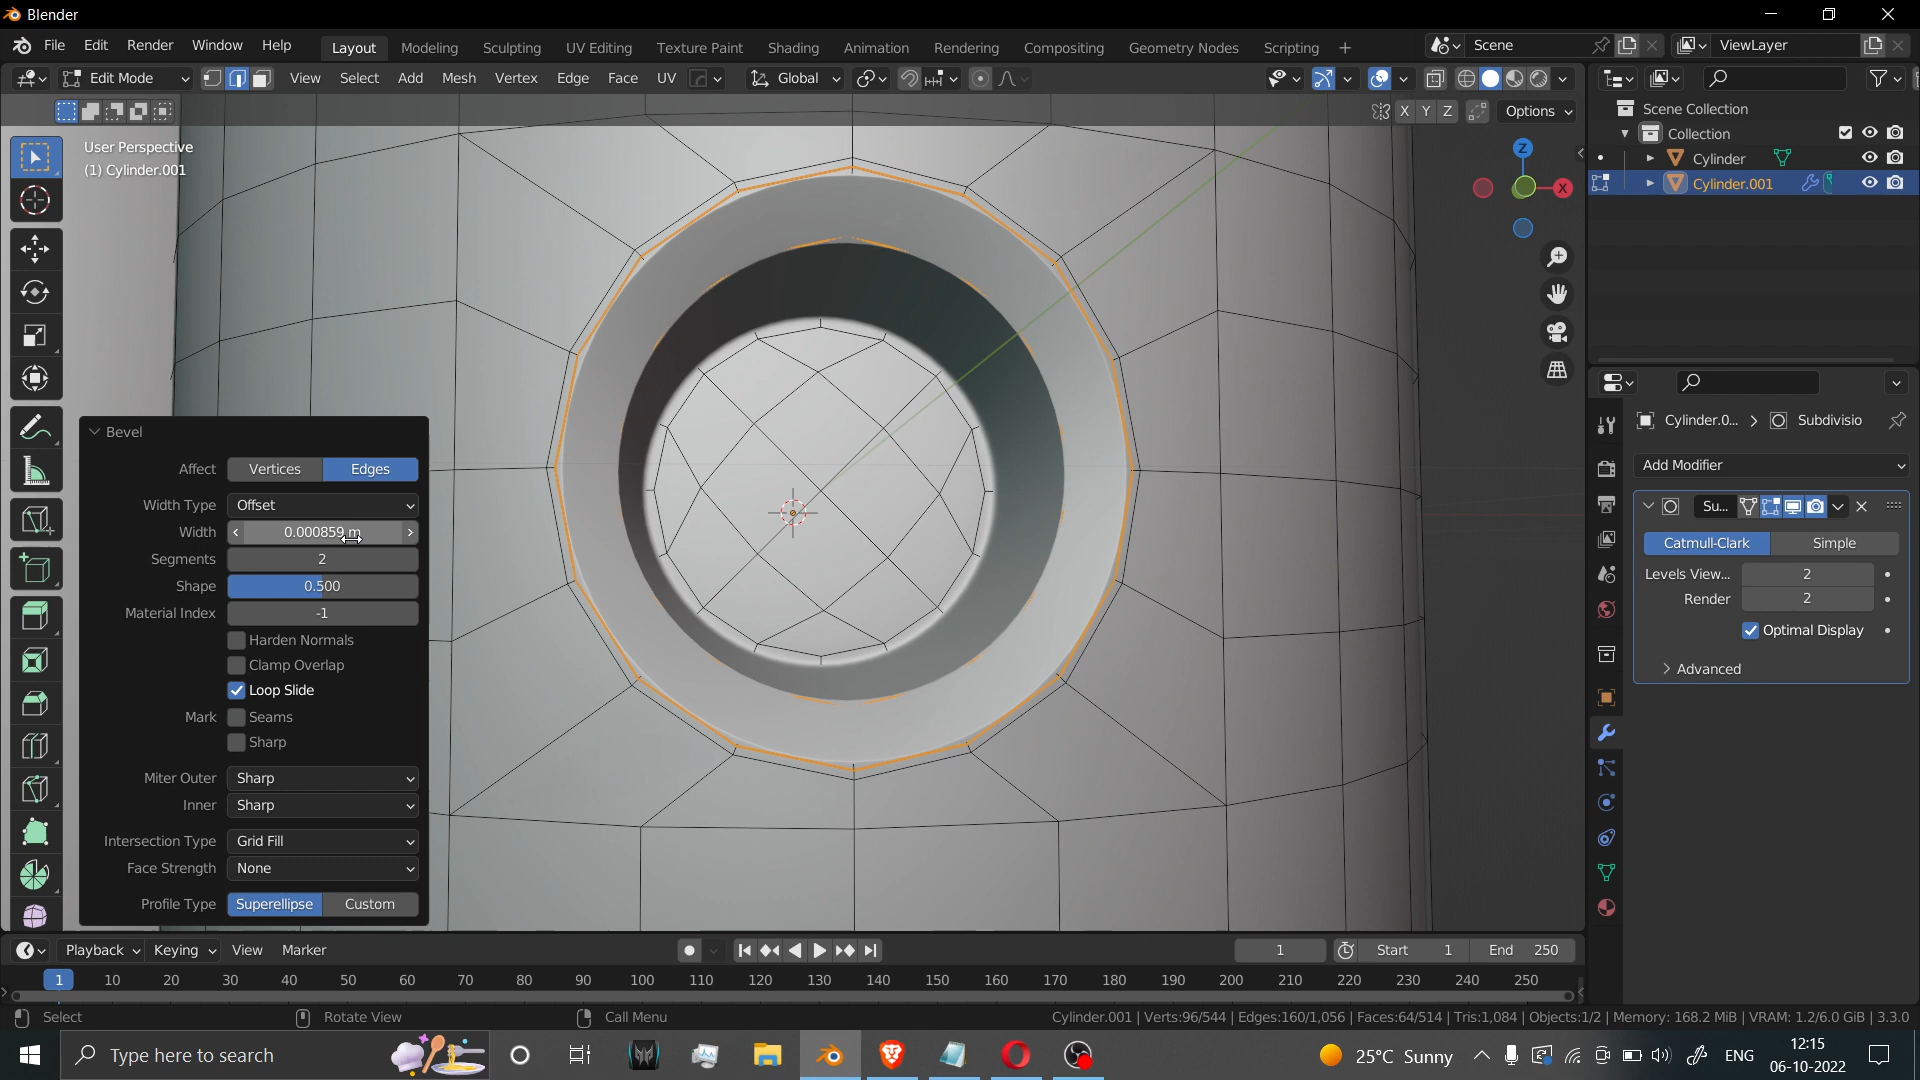 Blender
File Edit Render Window Help Layout Modeling Sculpting UV Editing Texture Paint Shading Animation Rendering Compositing Geometry Nodes Scripting + Scene ViewLayer
Edit Mode View Select Add Mesh Vertex Edge Face UV Global
X Y Z Options
User Perspective
(1) Cylinder.001
Z
X
Scene Collection
Collection
Cylinder
Cylinder.001
Cylinder.0... > Subdivisio
Add Modifier
Su...
Catmull-Clark Simple
Levels View... 2
Render 2
Optimal Display
Advanced
Bevel
Affect Vertices Edges
Width Type Offset
Width 0.000859 m
Segments 2
Shape 0.500
Material Index -1
Harden Normals
Clamp Overlap
Loop Slide
Mark Seams
Sharp
Miter Outer Sharp
Inner Sharp
Intersection Type Grid Fill
Face Strength None
Profile Type Superellipse Custom
Playback Keying View Marker 1 Start 1 End 250
1 10 20 30 40 50 60 70 80 90 100 110 120 130 140 150 160 170 180 190 200 210 220 230 240 250
Select Rotate View Call Menu Cylinder.001 | Verts:96/544 | Edges:160/1,056 | Faces:64/514 | Tris:1,084 | Objects:1/2 | Memory: 168.2 MiB | VRAM: 1.2/6.0 GiB | 3.3.0
Type here to search 25°C Sunny ENG 12:15
06-10-2022